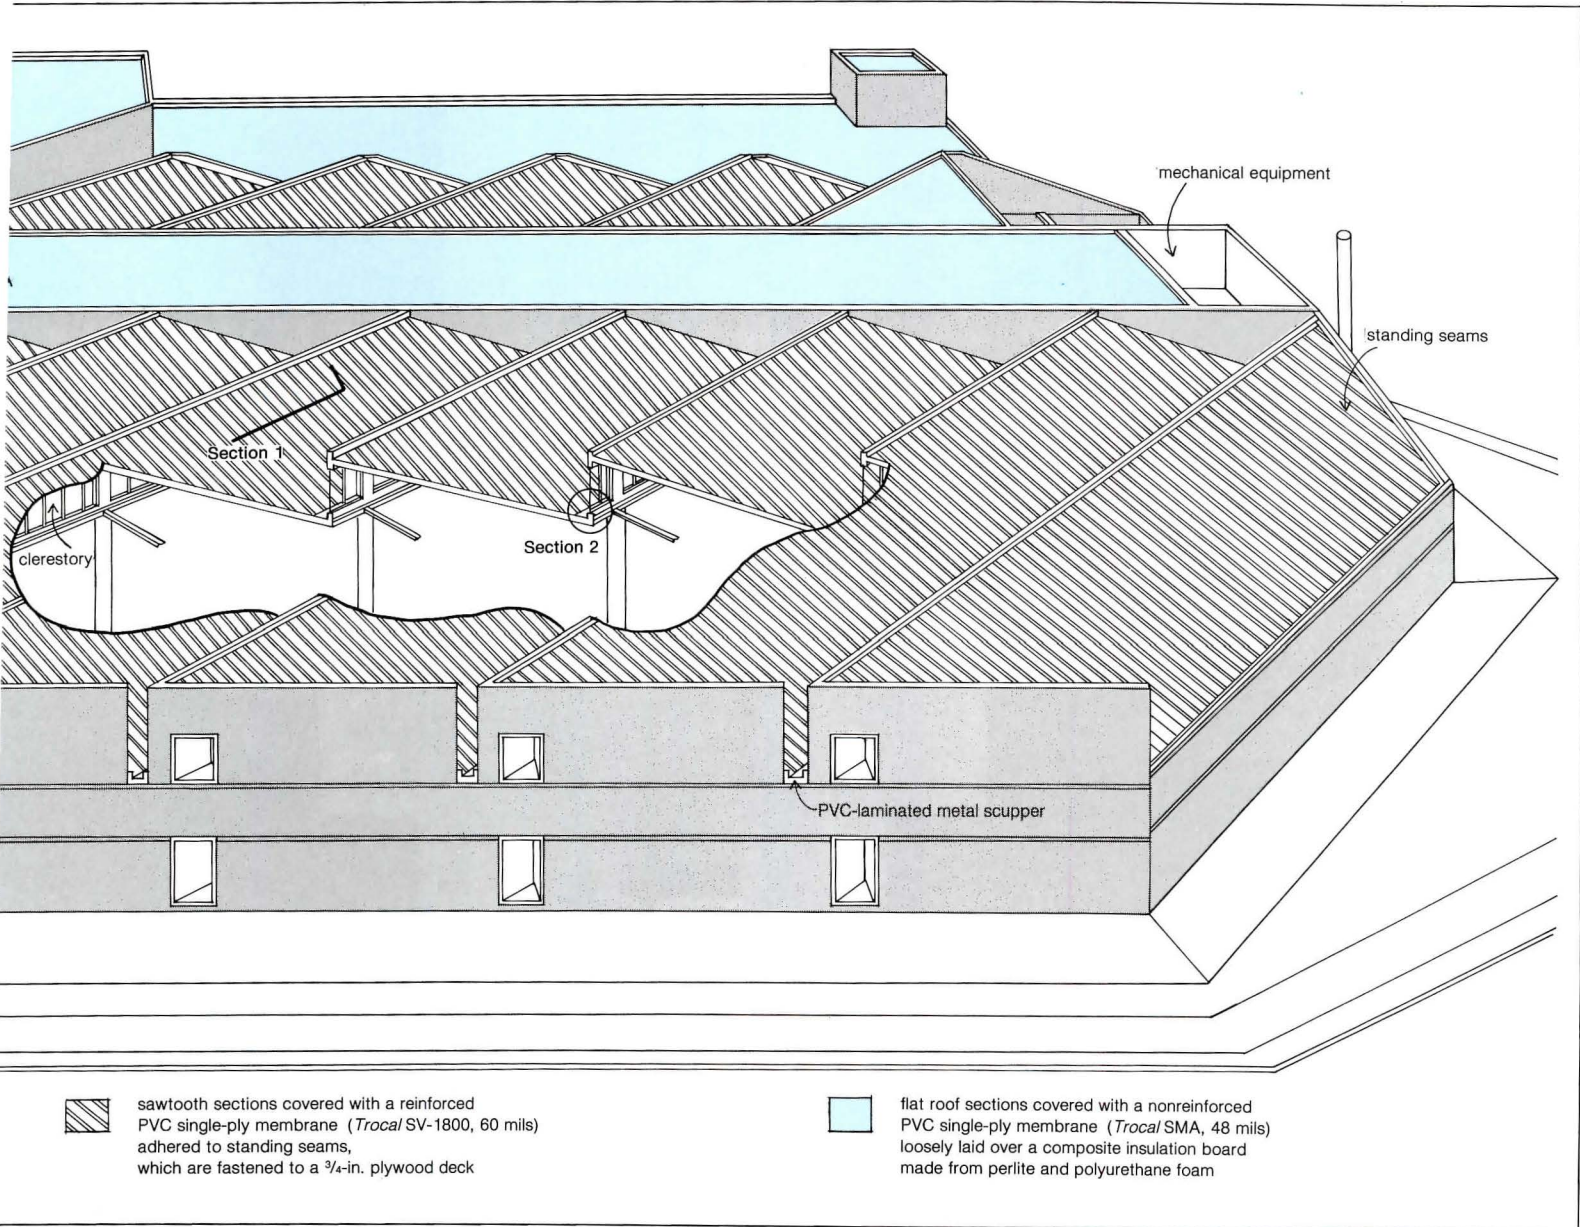 mechanical equipment
standing seams
Section 1
Section 2
clerestory
PVC-laminated metal scupper
sawtooth sections covered with a reinforced
PVC single-ply membrane (Trocal SV-1800, 60 mils)
adhered to standing seams,
which are fastened to a 3/4-in. plywood deck
flat roof sections covered with a nonreinforced
PVC single-ply membrane (Trocal SMA, 48 mils)
loosely laid over a composite insulation board
made from perlite and polyurethane foam